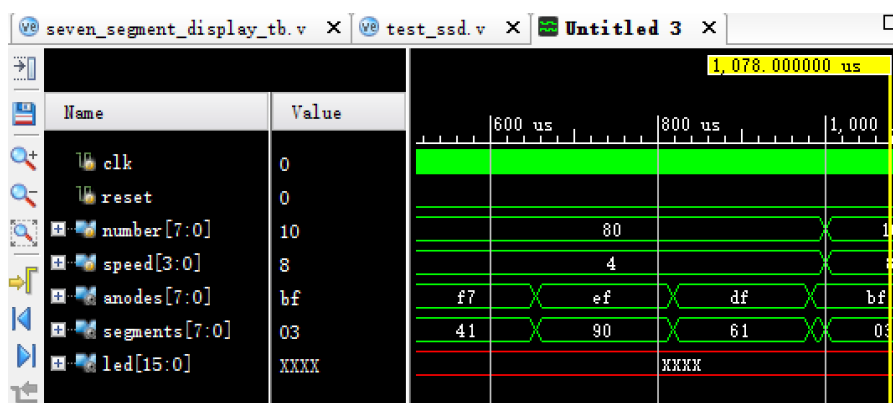 seven_segment_display_tb.v X test_ssd.v X Untitled 3 X
1,078.000000 us
Name Value
600 us 800 us 1,000
clk 0
reset 0
number[7:0] 10 80
speed[3:0] 8 4
anodes[7:0] bf f7 ef df bf
segments[7:0] 03 41 90 61 03
led[15:0] XXXX XXXX